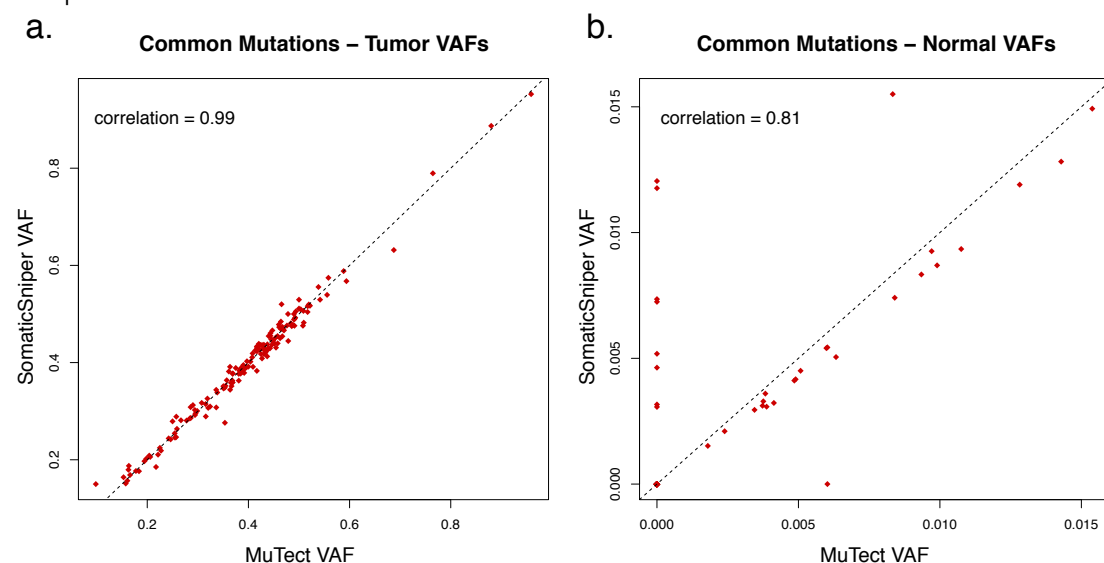 a.
Common Mutations – Tumor VAFs
correlation = 0.99
SomaticSniper VAF
0.8
0.6
0.4
0.2
0.2 0.4 0.6 0.8
MuTect VAF
b.
Common Mutations – Normal VAFs
correlation = 0.81
SomaticSniper VAF
0.015
0.010
0.005
0.000
0.000 0.005 0.010 0.015
MuTect VAF